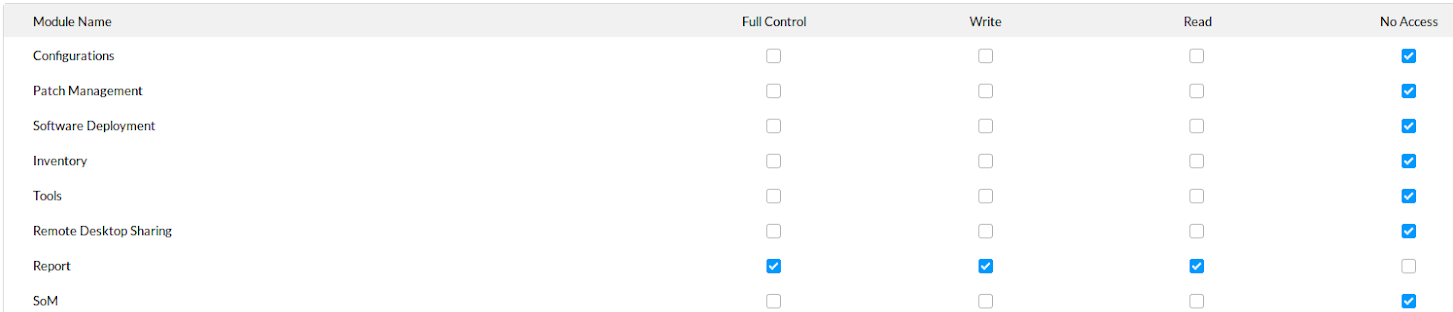 Module Name Full Control Write Read No Access
Configurations
Patch Management
Software Deployment
Inventory
Tools
Remote Desktop Sharing
Report
SoM